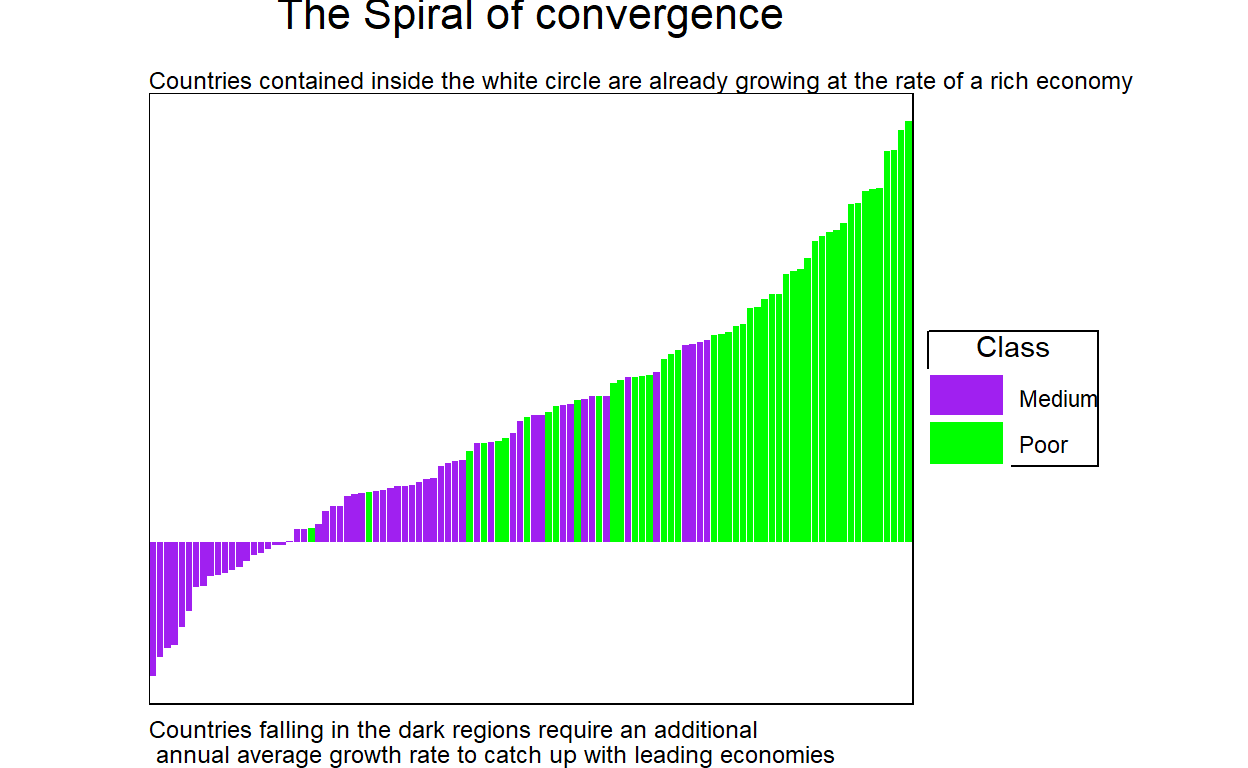 The Spiral of convergence
Countries contained inside the white circle are already growing at the rate of a rich economy
Class
Medium
Poor
Countries falling in the dark regions require an additional
annual average growth rate to catch up with leading economies